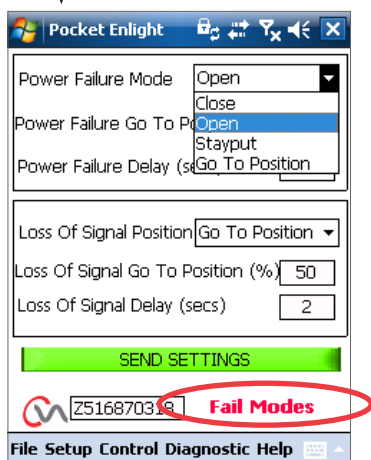 Pocket Enlight
Power Failure Mode Open
Close
Power Failure Go To Open
Stayput
Power Failure Delay Go To Position
Loss Of Signal Position Go To Position
Loss Of Signal Go To Position (%) 50
Loss Of Signal Delay (secs) 2
SEND SETTINGS
Z516870318 Fail Modes
File Setup Control Diagnostic Help